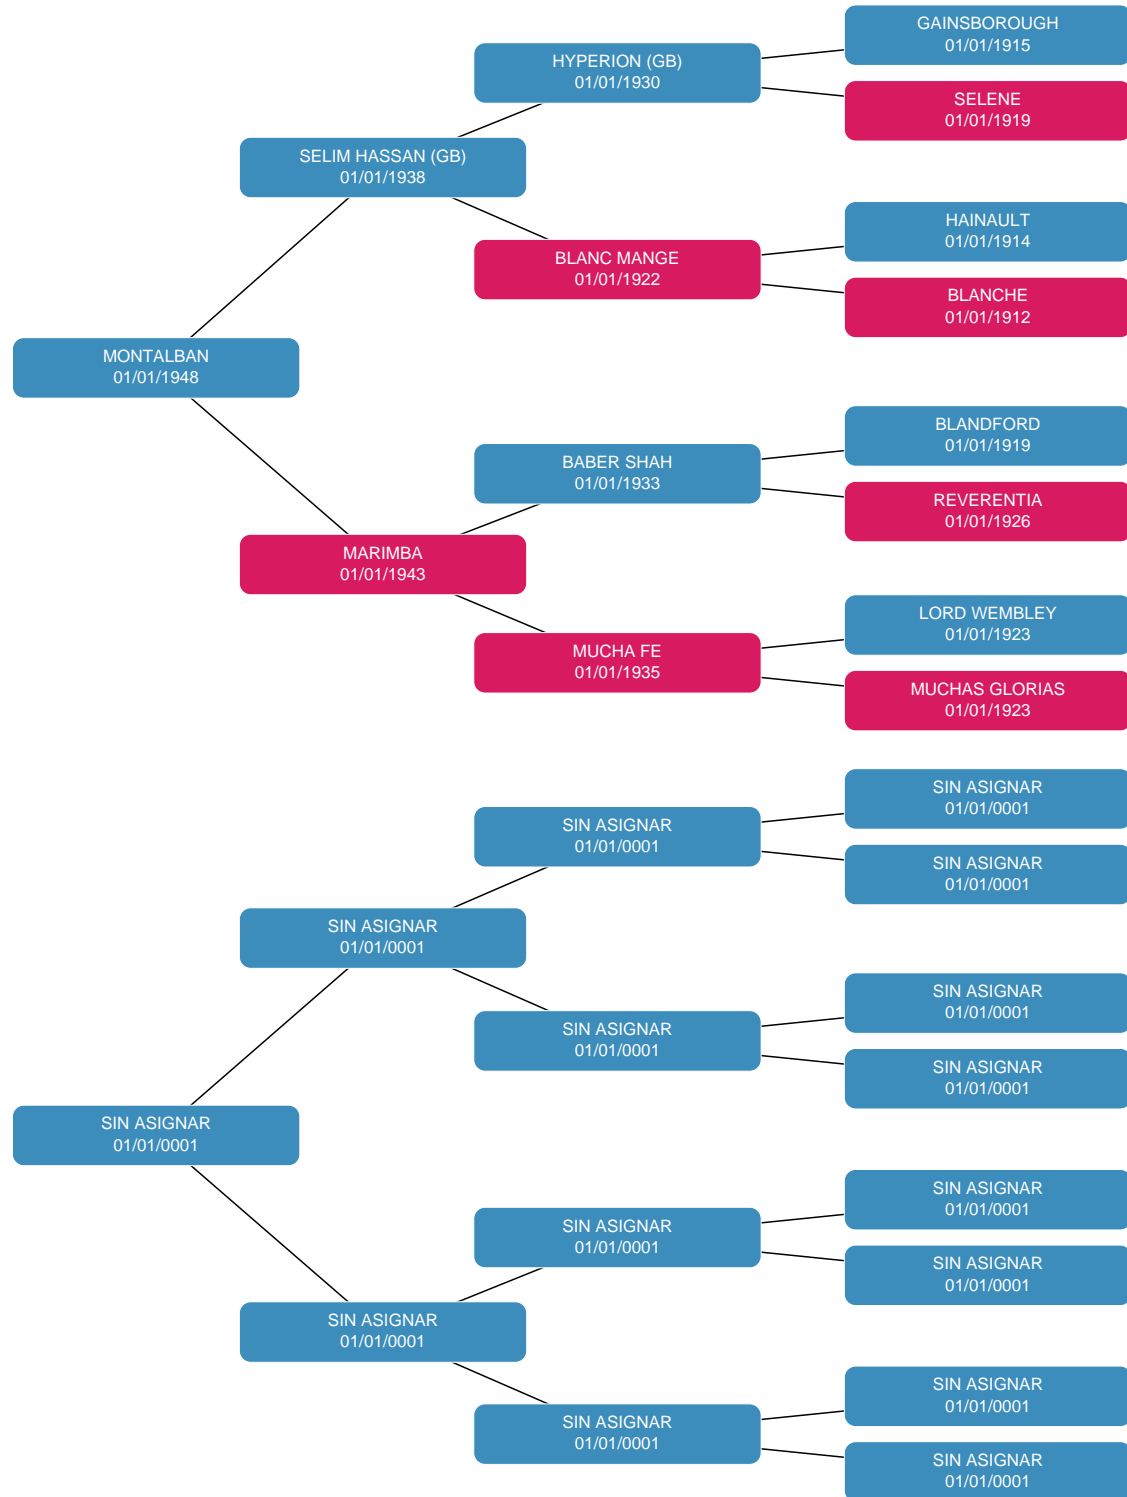 GAINSBOROUGH
01/01/1915
HYPERION (GB)
01/01/1930
SELENE
01/01/1919
SELIM HASSAN (GB)
01/01/1938
HAINAULT
01/01/1914
BLANC MANGE
01/01/1922
BLANCHE
01/01/1912
MONTALBAN
01/01/1948
BLANDFORD
01/01/1919
BABER SHAH
01/01/1933
REVERENTIA
01/01/1926
MARIMBA
01/01/1943
LORD WEMBLEY
01/01/1923
MUCHA FE
01/01/1935
MUCHAS GLORIAS
01/01/1923
SIN ASIGNAR
01/01/0001
SIN ASIGNAR
01/01/0001
SIN ASIGNAR
01/01/0001
SIN ASIGNAR
01/01/0001
SIN ASIGNAR
01/01/0001
SIN ASIGNAR
01/01/0001
SIN ASIGNAR
01/01/0001
SIN ASIGNAR
01/01/0001
SIN ASIGNAR
01/01/0001
SIN ASIGNAR
01/01/0001
SIN ASIGNAR
01/01/0001
SIN ASIGNAR
01/01/0001
SIN ASIGNAR
01/01/0001
SIN ASIGNAR
01/01/0001
SIN ASIGNAR
01/01/0001